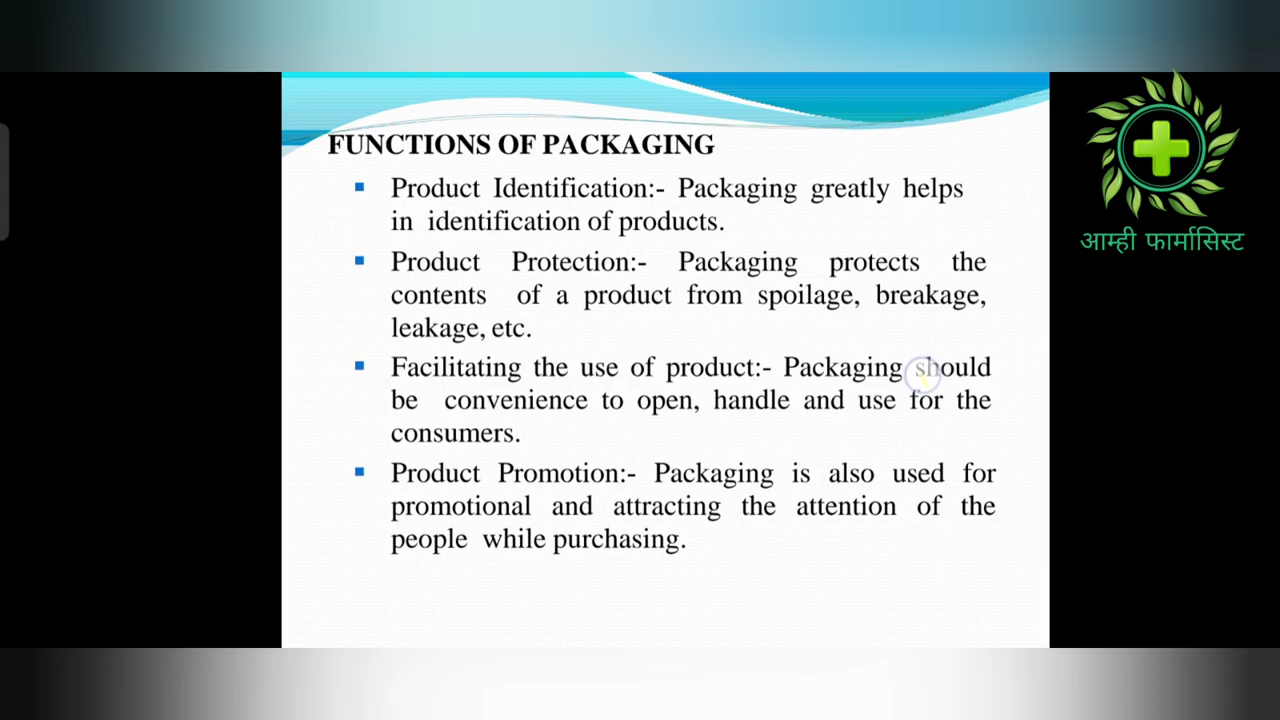 FUNCTIONS OF PACKAGING
▪ Product Identification:- Packaging greatly helps
in identification of products.
▪ Product Protection:- Packaging protects the
contents of a product from spoilage, breakage,
leakage, etc.
▪ Facilitating the use of product:- Packaging should
be convenience to open, handle and use for the
consumers.
▪ Product Promotion:- Packaging is also used for
promotional and attracting the attention of the
people while purchasing.
आम्ही फार्मासिस्ट